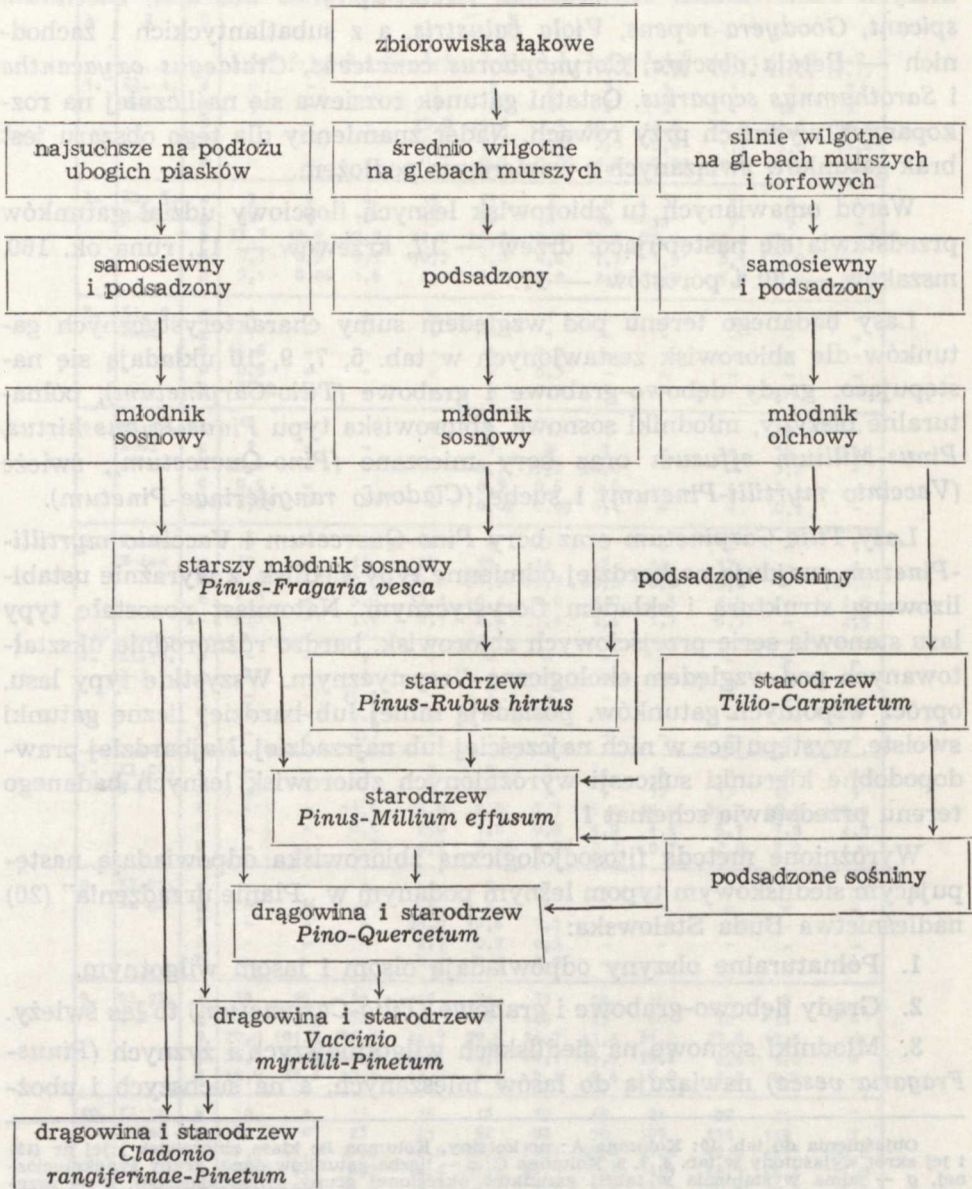 zbiorowiska łąkowe
najsuchsze na podłożu
ubogich piasków
średnio wilgotne
na glebach murszych
silnie wilgotne
na glebach murszych
i torfowych
samosiewny
i podsadzony
podsadzony
samosiewny
i podsadzony
młodnik
sosnowy
młodnik
sosnowy
młodnik
olchowy
starszy młodnik sosnowy
Pinus-Fragaria vesca
podsadzone sośniny
starodrzew
Pinus-Rubus hirtus
starodrzew
Tilio-Carpinetum
starodrzew
Pinus-Millium effusum
podsadzone sośniny
drągowina i starodrzew
Pino-Quercetum
drągowina i starodrzew
Vaccinio
myrtilli-Pinetum
drągowina i starodrzew
Cladonio
rangiferinae-Pinetum